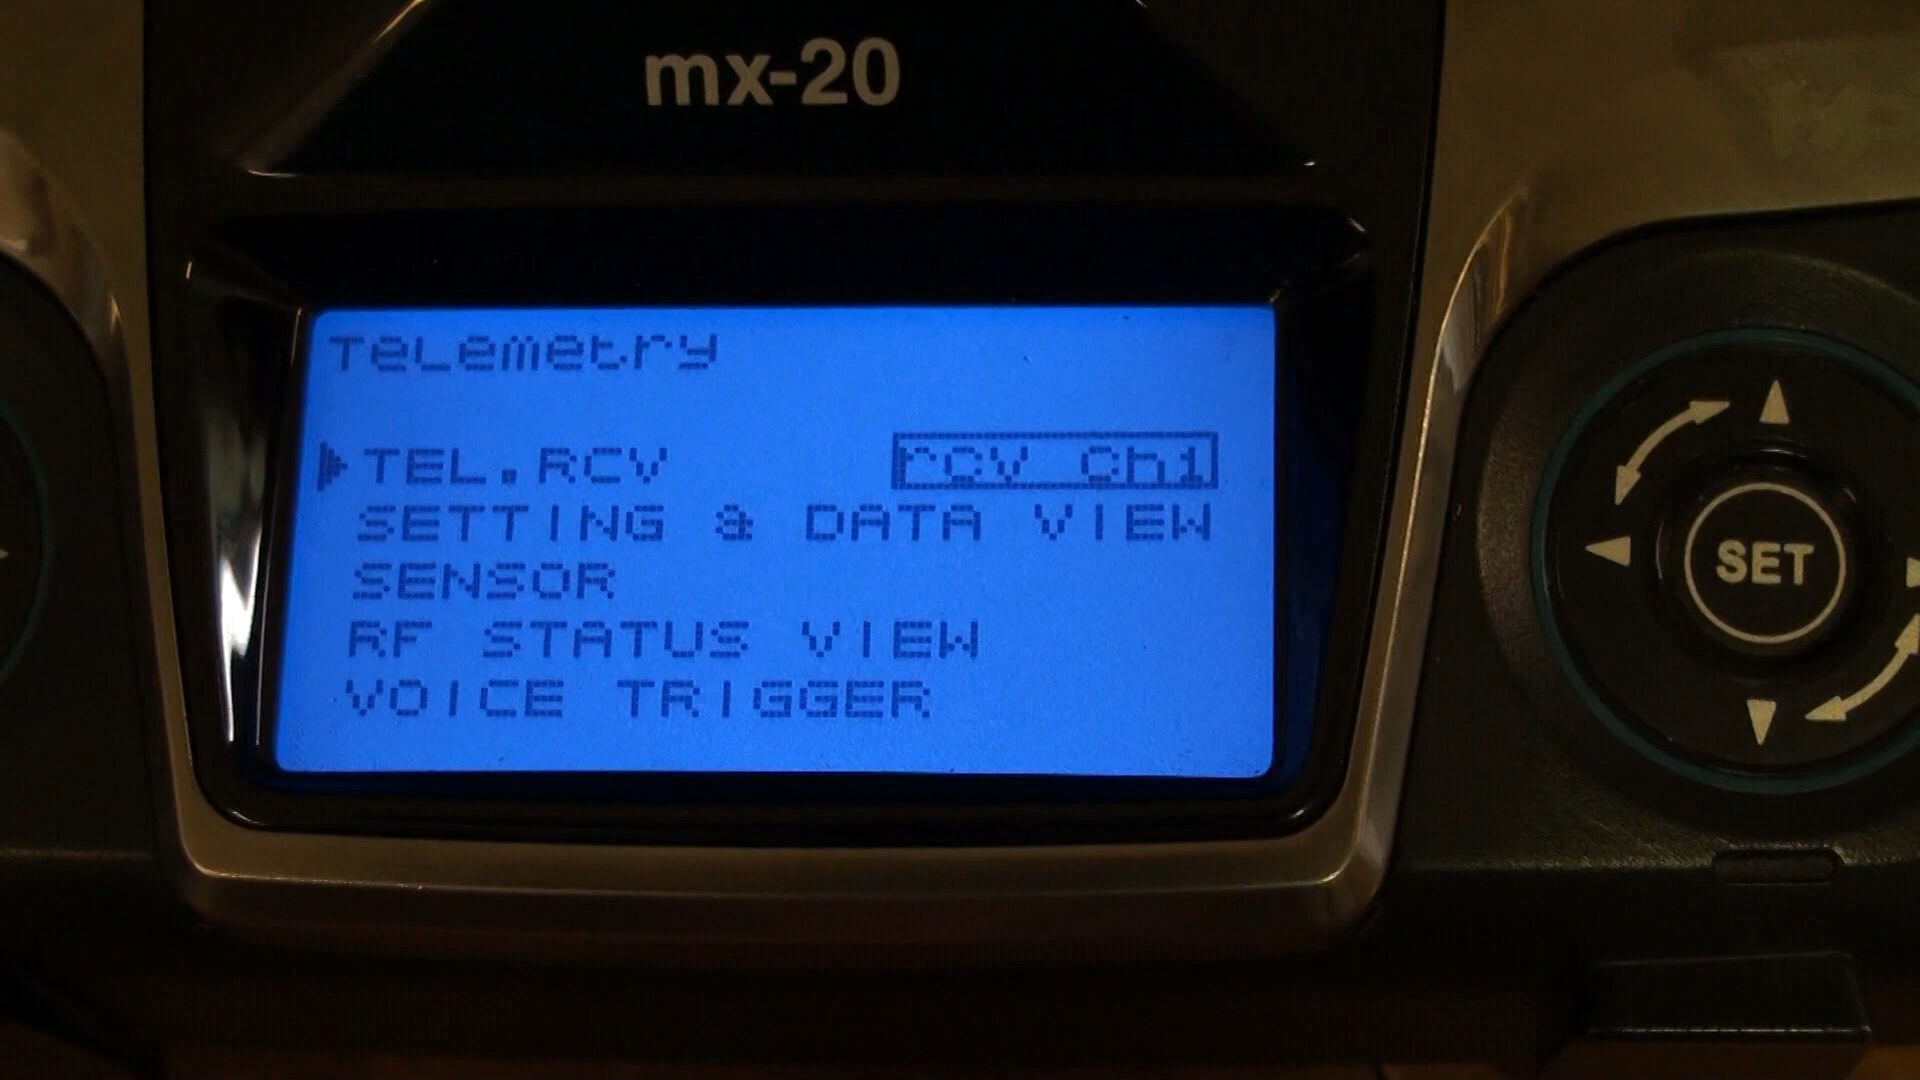 mx-20
Telemetry
TEL.RCV rcv Ch1
SETTING & DATA VIEW
SENSOR
RF STATUS VIEW
VOICE TRIGGER
SET